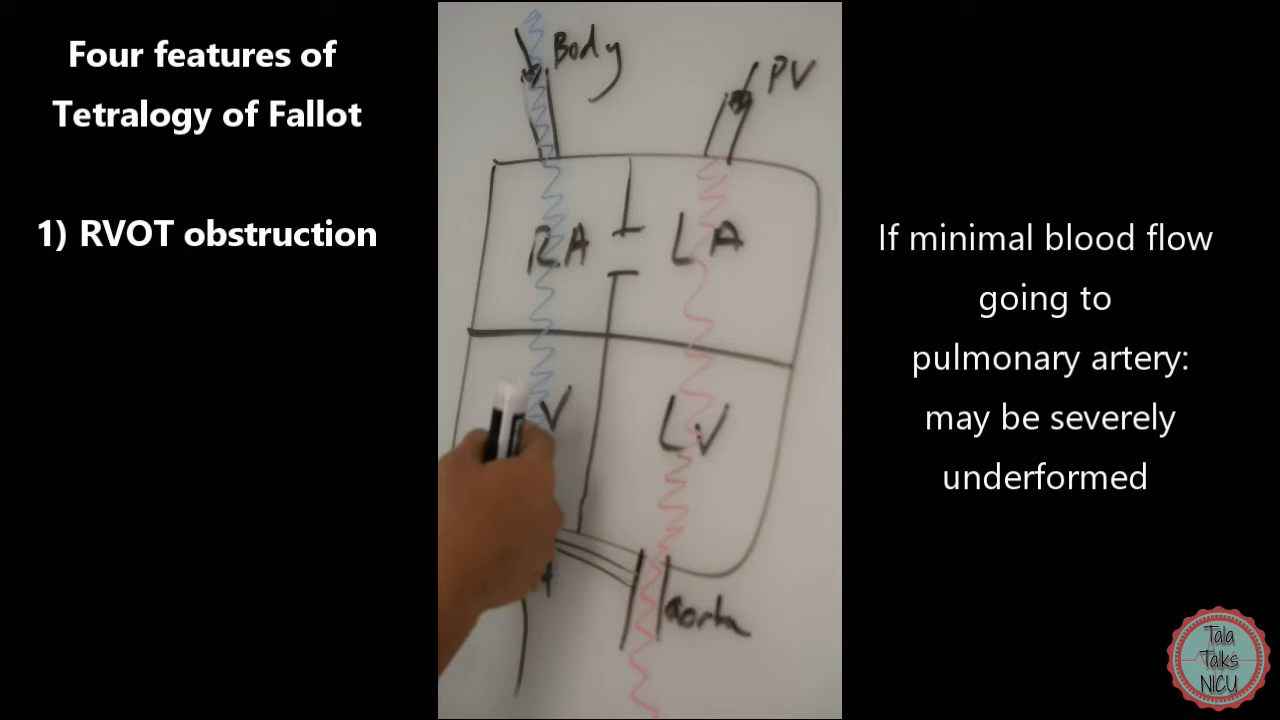 Four features of
Tetralogy of Fallot
1) RVOT obstruction
Body
PV
RA
LA
V
LV
aorta
If minimal blood flow
going to
pulmonary artery:
may be severely
underformed
Tala
Talks
NICU